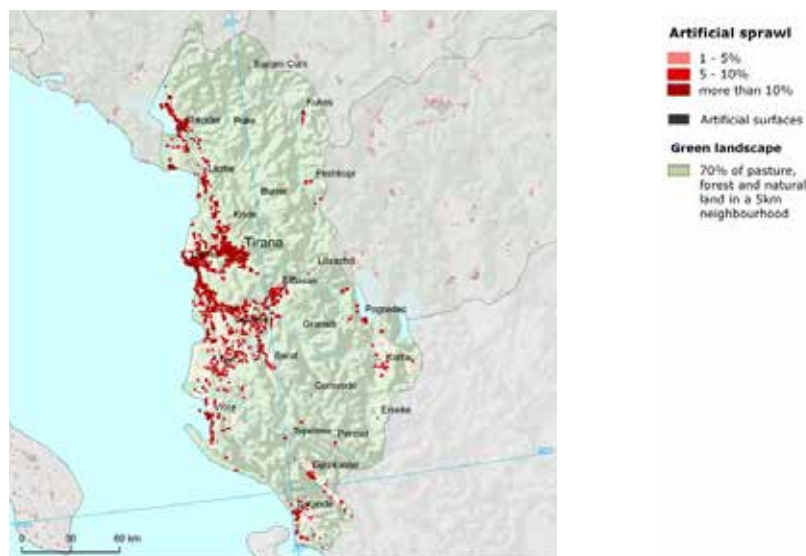 Bajram Curri
Kukes
Shkoder
Puke
Peshkopi
Lezhe
Burrel
Kruje
Tirana
Librazhd
Elbasan
Pogradec
Gramsh
Berat
Korba
Corovode
Vlore
Erseke
Tepelene
Permet
Gjirokaster
Sarande
0 30 60 km
Artificial sprawl
1 - 5%
5 - 10%
more than 10%
Artificial surfaces
Green landscape
70% of pasture,
forest and natural
land in a 5km
neighbourhood